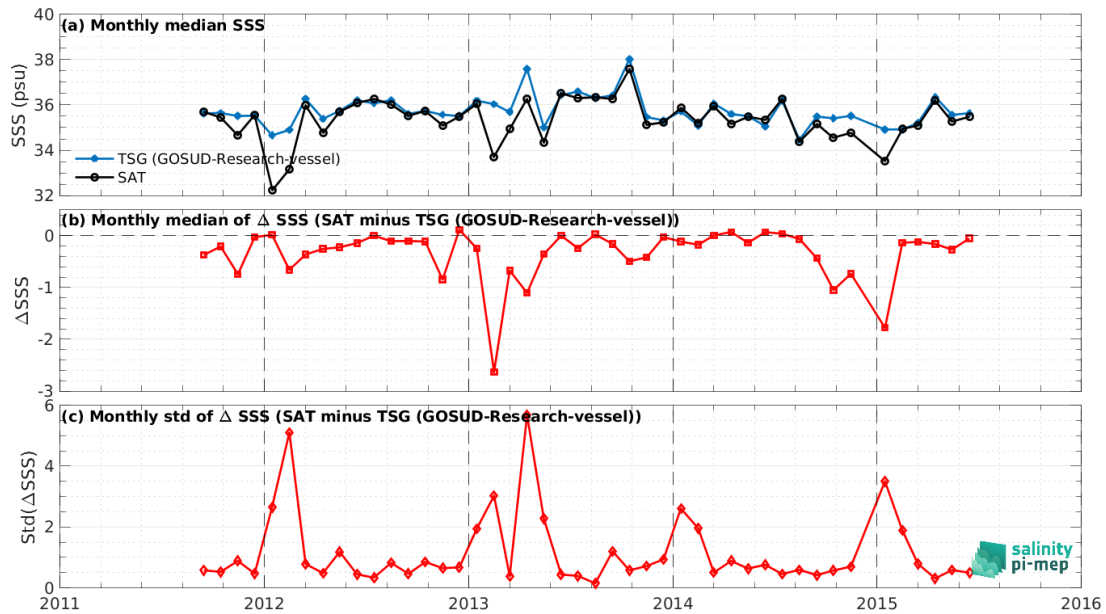 40
38
36
34
32
SSS (psu)
(a) Monthly median SSS
TSG (GOSUD-Research-vessel)
SAT
0
-1
-2
-3
ΔSSS
(b) Monthly median of Δ SSS (SAT minus TSG (GOSUD-Research-vessel))
6
4
2
0
Std(ΔSSS)
(c) Monthly std of Δ SSS (SAT minus TSG (GOSUD-Research-vessel))
salinity
pi-mep
2011 2012 2013 2014 2015 2016